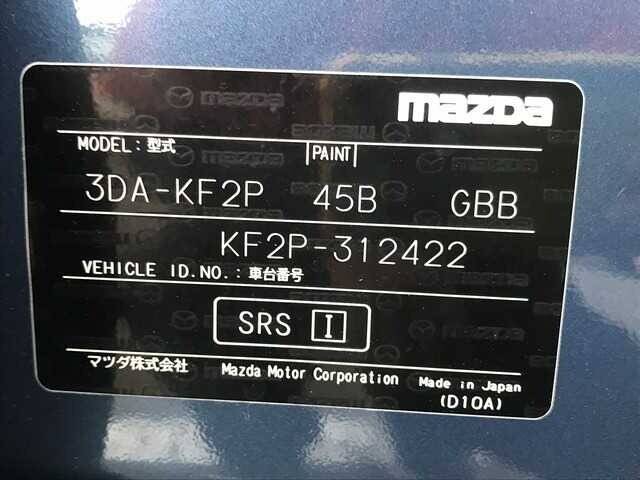 mazda
MODEL:型式 PAINT
3DA-KF2P 45B GBB
KF2P-312422
VEHICLE ID.NO.:車台番号
SRS I
マツダ株式会社 Mazda Motor Corporation Made in Japan
(D10A)